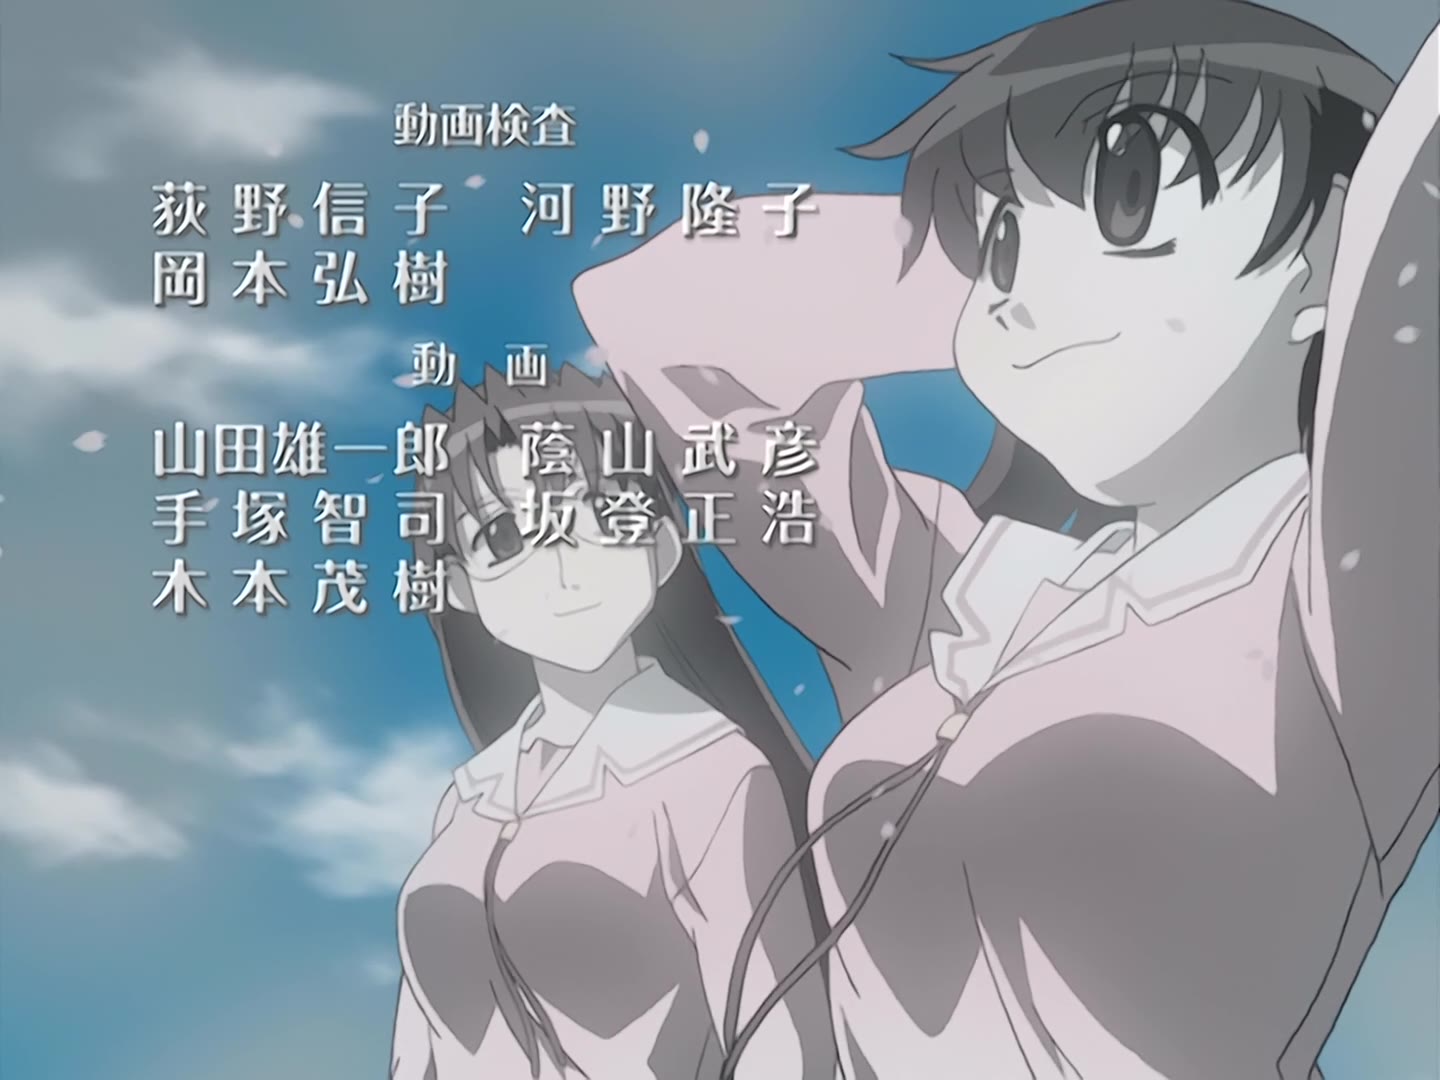 動画検査
荻野信子 河野隆子
岡本弘樹
動画
山田雄一郎 蔭山武彦
手塚智司 坂登正浩
木本茂樹